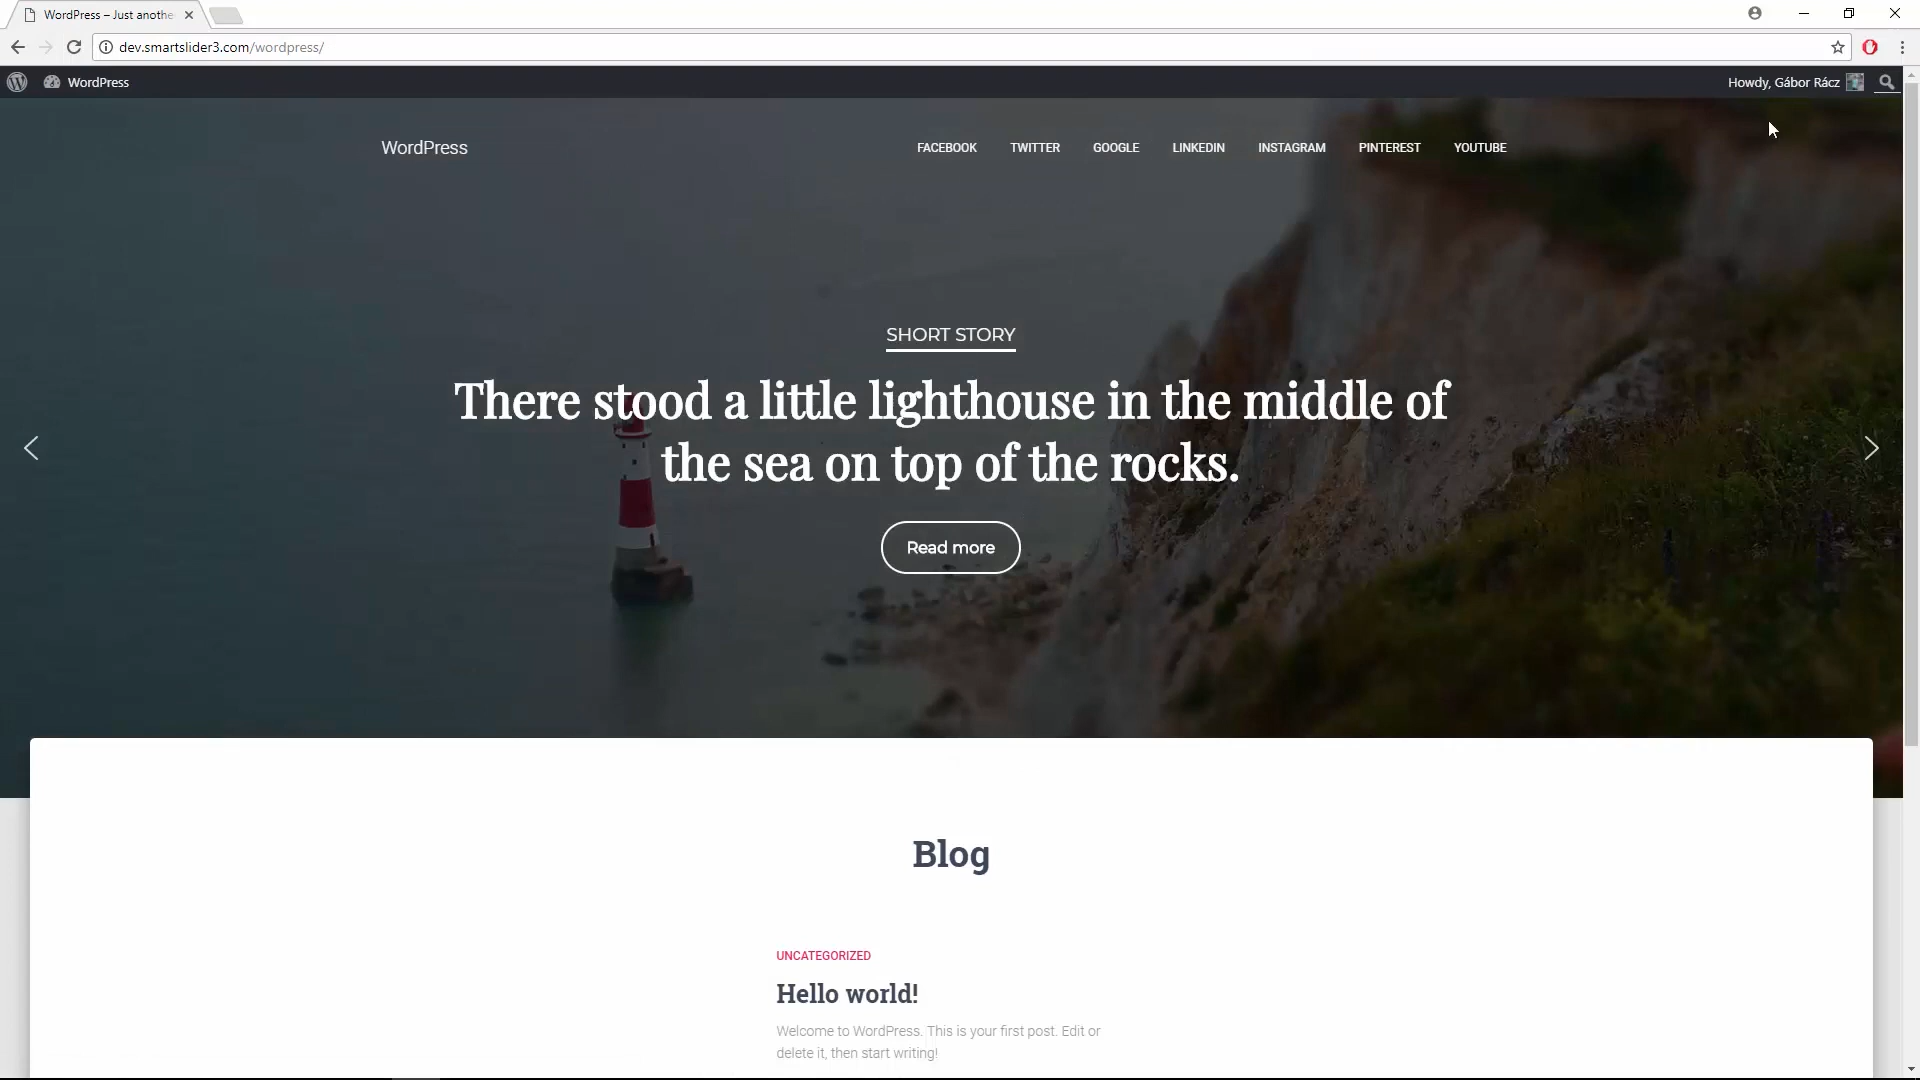 WordPress – Just anothe
dev.smartslider3.com/wordpress/
WordPress
Howdy, Gábor Rácz
WordPress
FACEBOOK TWITTER GOOGLE LINKEDIN INSTAGRAM PINTEREST YOUTUBE
SHORT STORY
There stood a little lighthouse in the middle of
the sea on top of the rocks.
Read more
Blog
UNCATEGORIZED
Hello world!
Welcome to WordPress. This is your first post. Edit or
delete it, then start writing!